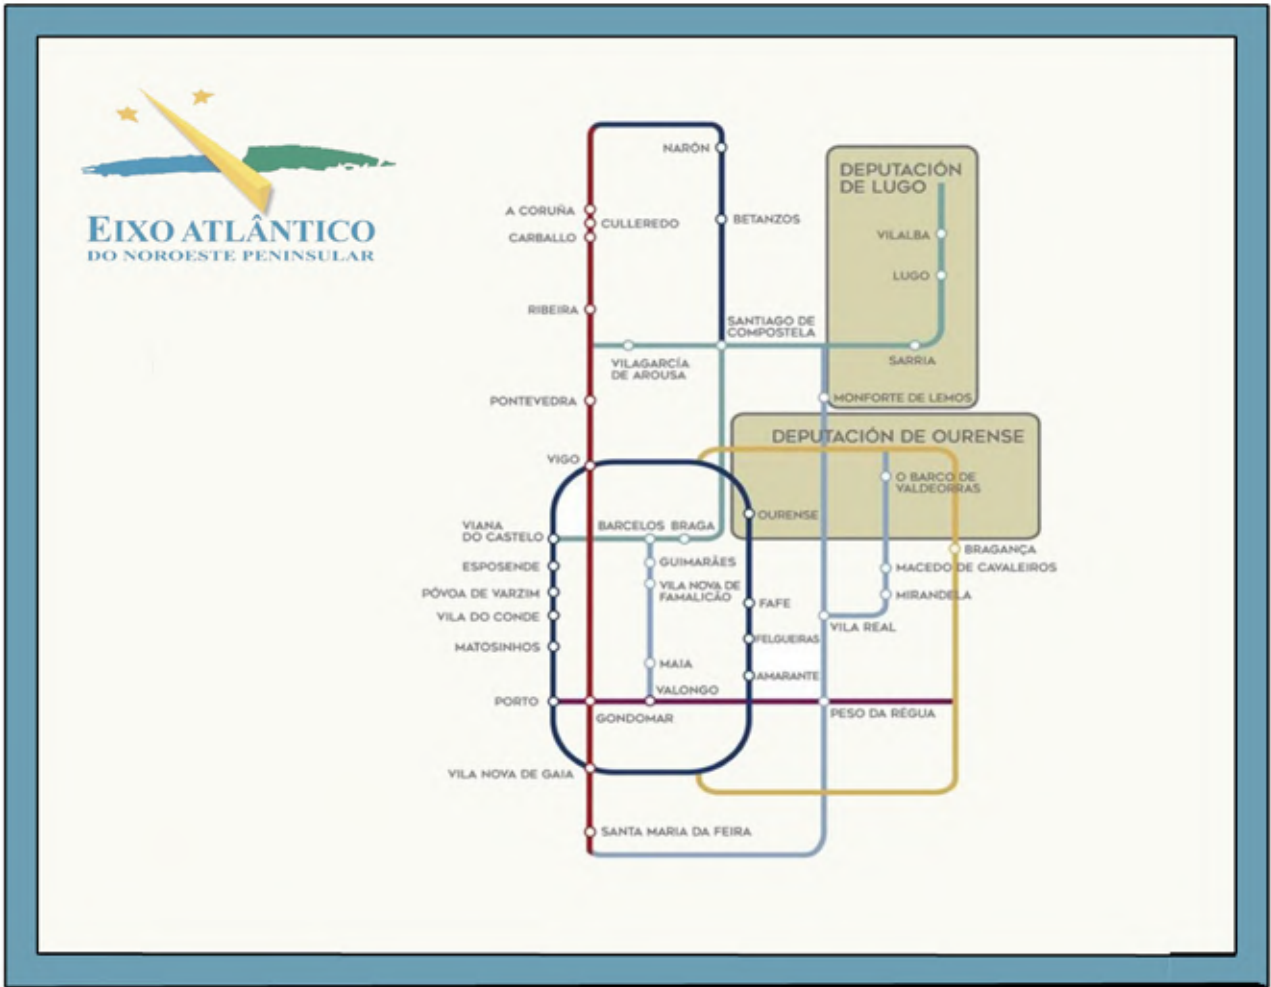 EIXO ATLÂNTICO
DO NOROESTE PENINSULAR
NARÓN
DEPUTACIÓN
DE LUGO
A CORUÑA
CULLEREDO
CARBALLO
BETANZOS
VILALBA
LUGO
RIBEIRA
SANTIAGO DE
COMPOSTELA
VILAGARCÍA
DE AROUSA
SARRIA
PONTEVEDRA
MONFORTE DE LEMOS
DEPUTACIÓN DE OURENSE
VIGO
O BARCO DE
VALDEORRAS
OURENSE
VIANA
DO CASTELO
BARCELOS
BRAGA
BRAGANÇA
ESPOSENDE
GUIMARÃES
MACEDO DE CAVALEIROS
PÓVOA DE VARZIM
VILA NOVA DE
FAMALICÃO
FAFE
MIRANDELA
VILA DO CONDE
VILA REAL
MATOSINHOS
FELGUEIRAS
MAIA
AMARANTE
VALONGO
PORTO
GONDOMAR
PESO DA RÉGUA
VILA NOVA DE GAIA
SANTA MARIA DA FEIRA